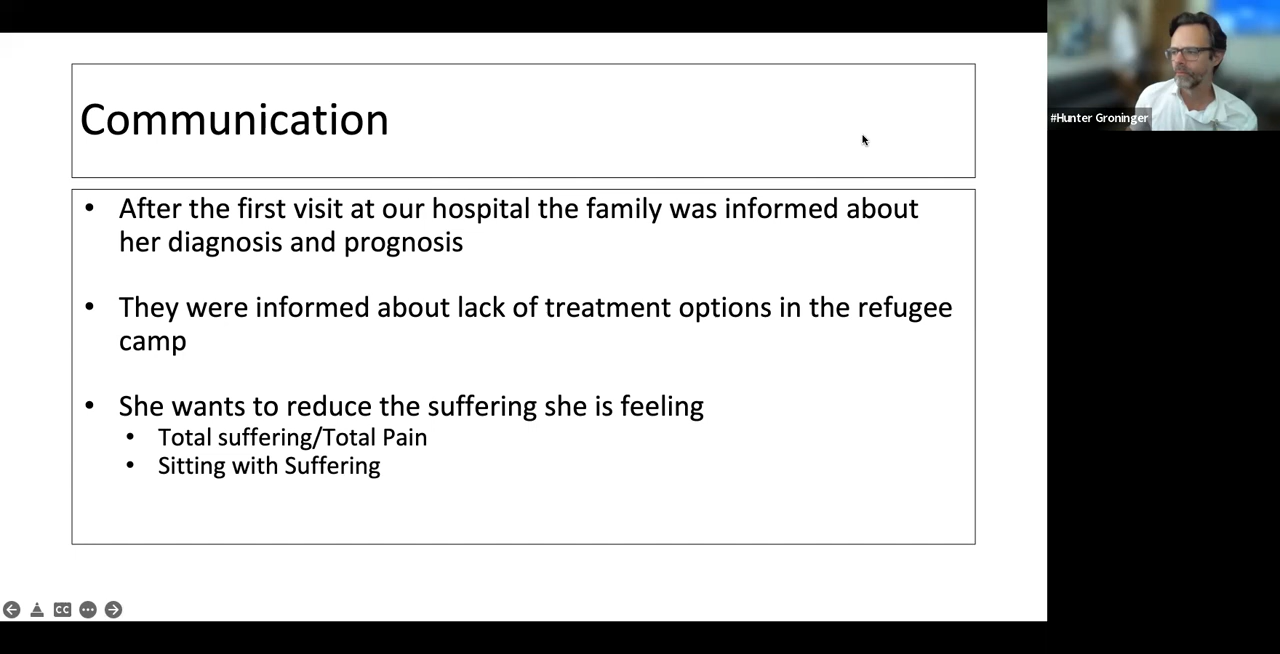 Communication
• After the first visit at our hospital the family was informed about
her diagnosis and prognosis
• They were informed about lack of treatment options in the refugee
camp
• She wants to reduce the suffering she is feeling
• Total suffering/Total Pain
• Sitting with Suffering
CC
#Hunter Groninger